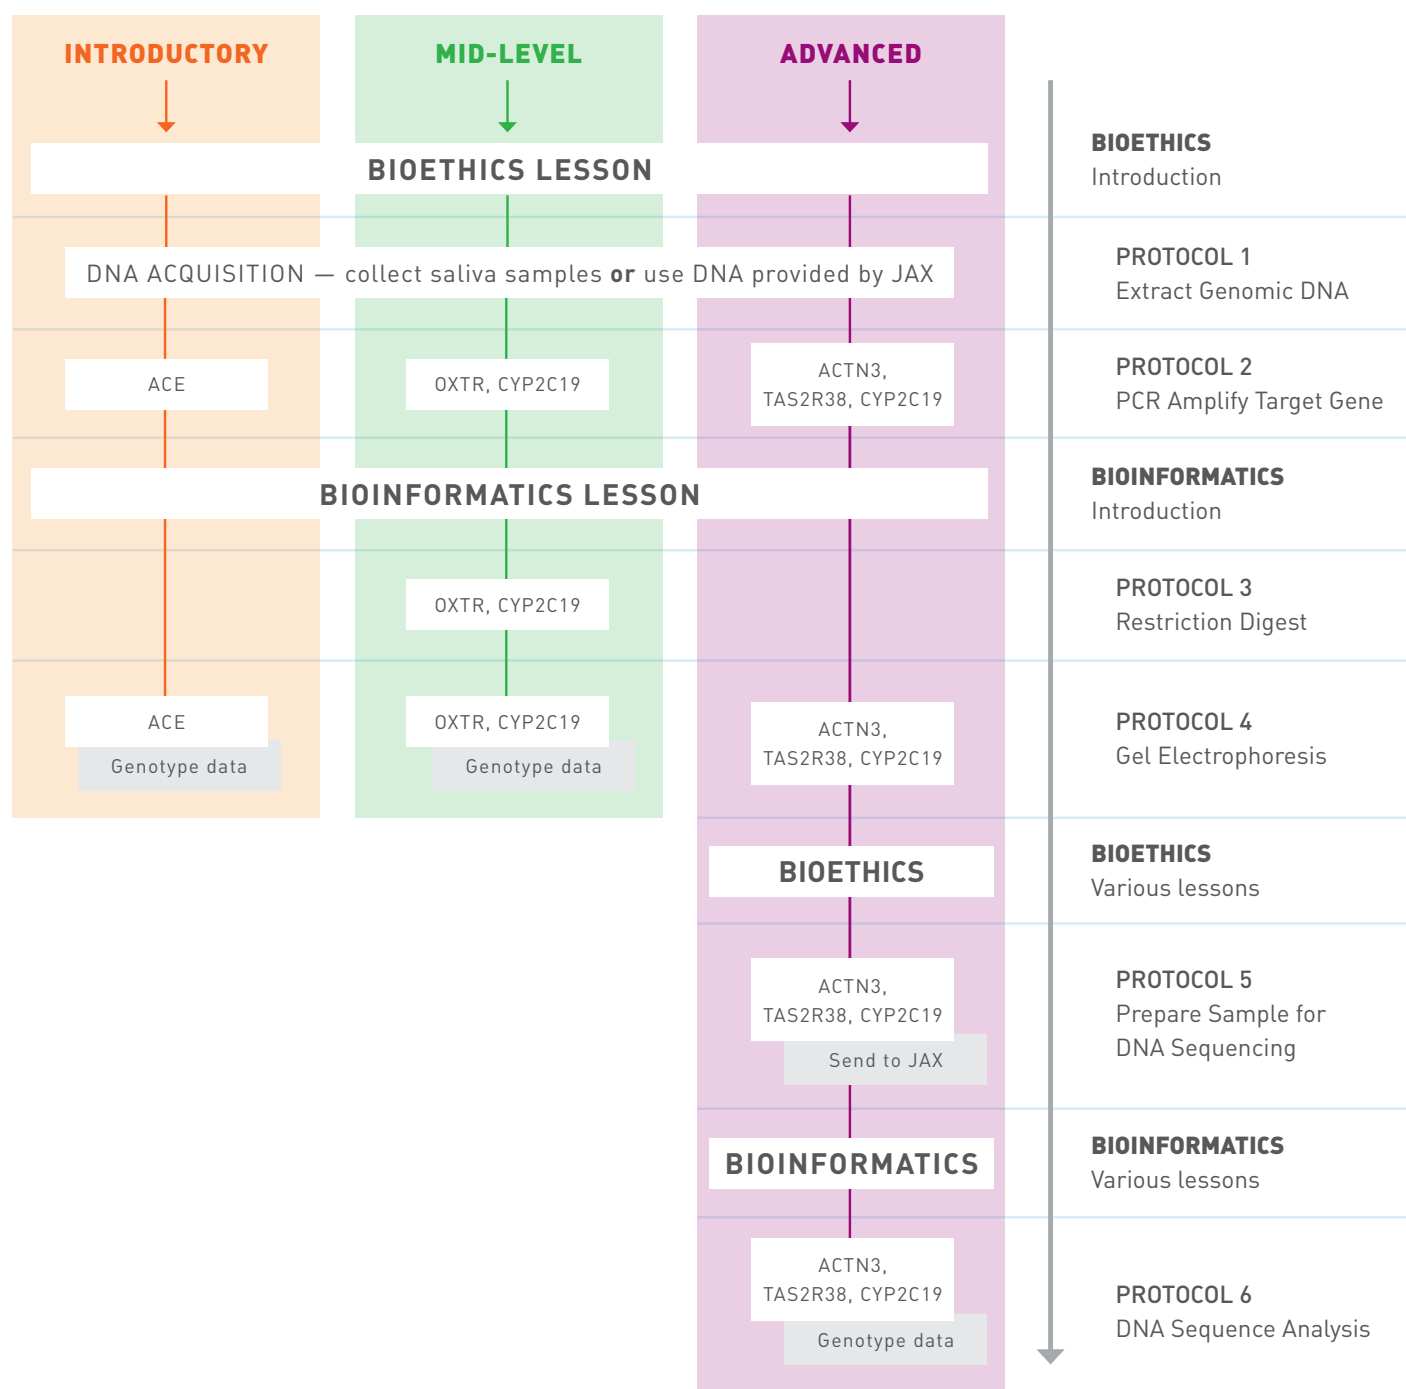 INTRODUCTORY
MID-LEVEL
ADVANCED
BIOETHICS LESSON
BIOETHICS
Introduction
DNA ACQUISITION — collect saliva samples or use DNA provided by JAX
PROTOCOL 1
Extract Genomic DNA
ACE
OXTR, CYP2C19
ACTN3,
TAS2R38, CYP2C19
PROTOCOL 2
PCR Amplify Target Gene
BIOINFORMATICS LESSON
BIOINFORMATICS
Introduction
OXTR, CYP2C19
PROTOCOL 3
Restriction Digest
ACE
Genotype data
OXTR, CYP2C19
Genotype data
ACTN3,
TAS2R38, CYP2C19
PROTOCOL 4
Gel Electrophoresis
BIOETHICS
BIOETHICS
Various lessons
ACTN3,
TAS2R38, CYP2C19
Send to JAX
PROTOCOL 5
Prepare Sample for
DNA Sequencing
BIOINFORMATICS
BIOINFORMATICS
Various lessons
ACTN3,
TAS2R38, CYP2C19
Genotype data
PROTOCOL 6
DNA Sequence Analysis